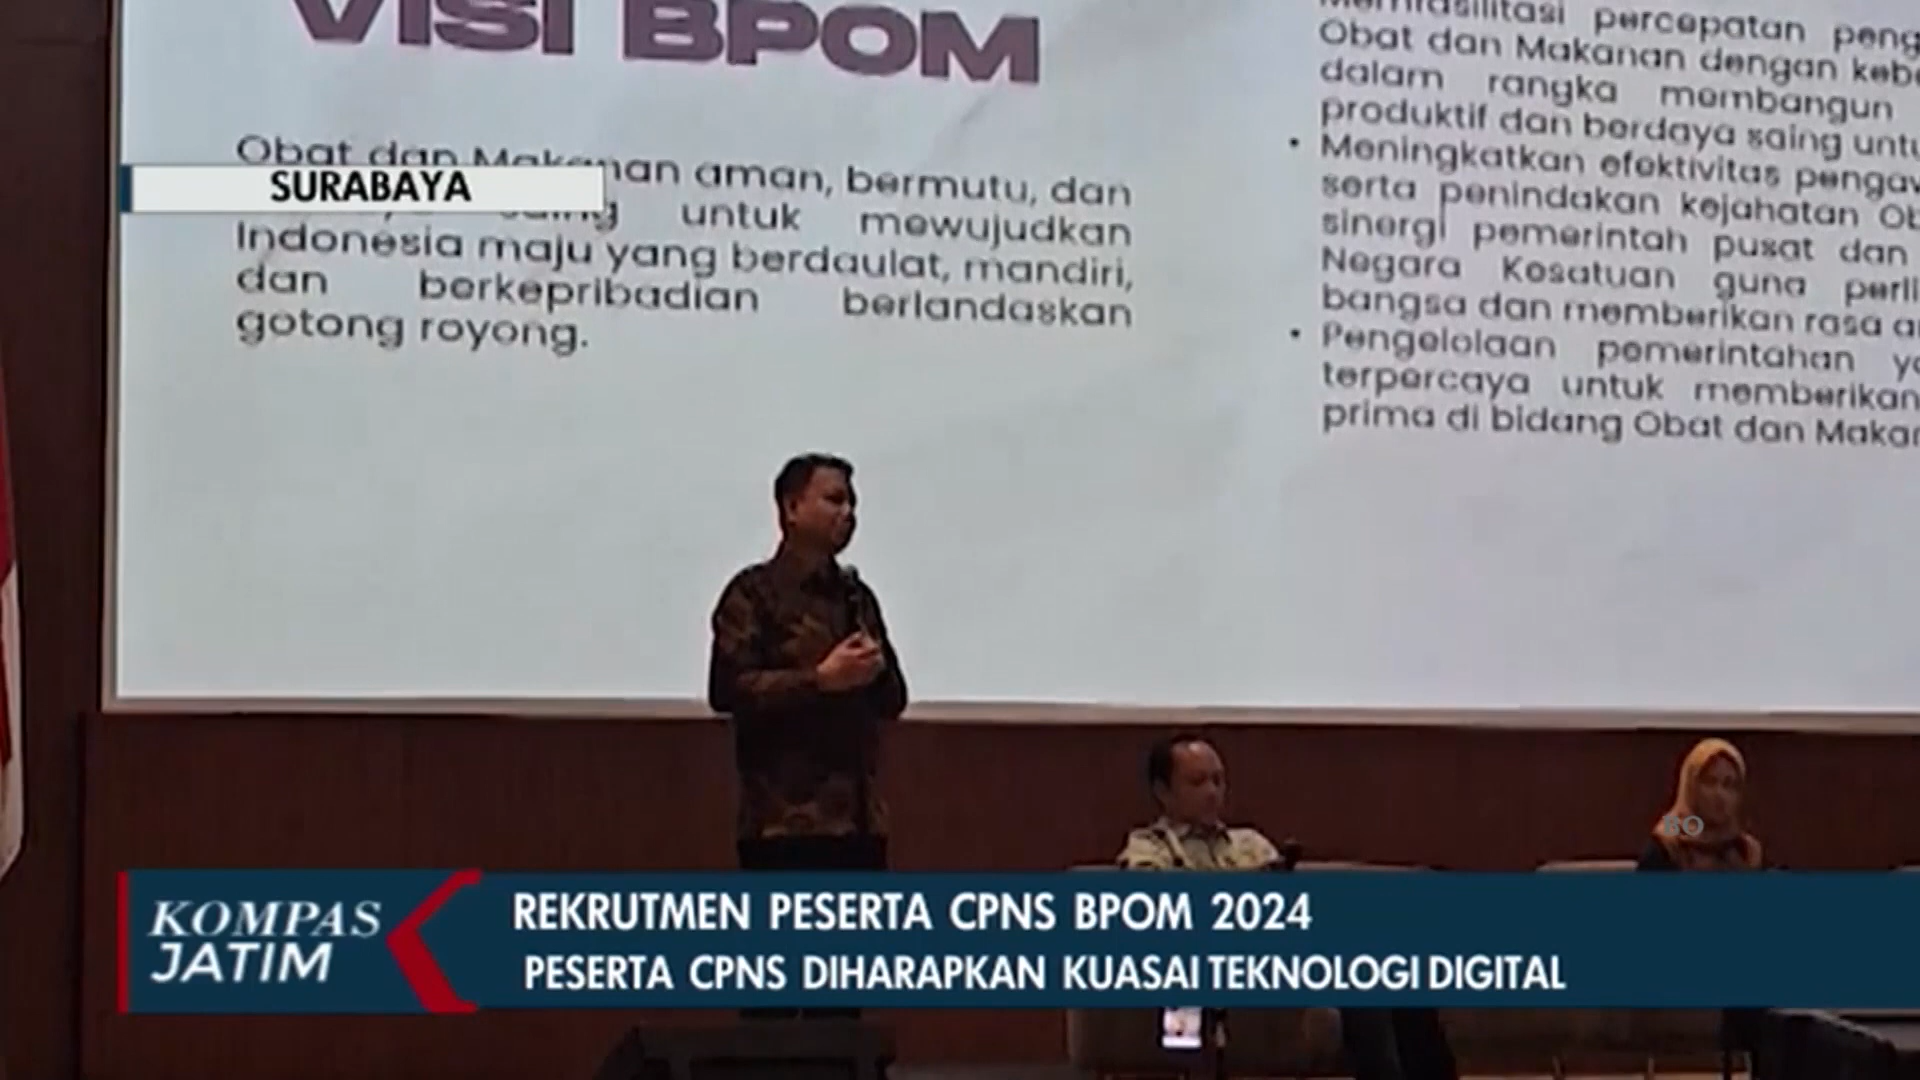 VISI BPOM
Obat dan Makanan aman, bermutu, dan
saing untuk mewujudkan
Indonesia maju yang berdaulat, mandiri,
dan berkepribadian berlandaskan
gotong royong.
SURABAYA
percepatan
Obat dan Makanan dengan
dalam rangka membangun
produktif dan berdaya saing
• Meningkatkan efektivitas
serta penindakan kejahatan
sinergi pemerintah pusat dan
Negara Kesatuan guna
bangsa dan memberikan rasa
• Pengelolaan pemerintahan
terpercaya untuk memberikan
prima di bidang Obat dan
BO
KOMPAS
JATIM
REKRUTMEN PESERTA CPNS BPOM 2024
PESERTA CPNS DIHARAPKAN KUASAI TEKNOLOGI DIGITAL